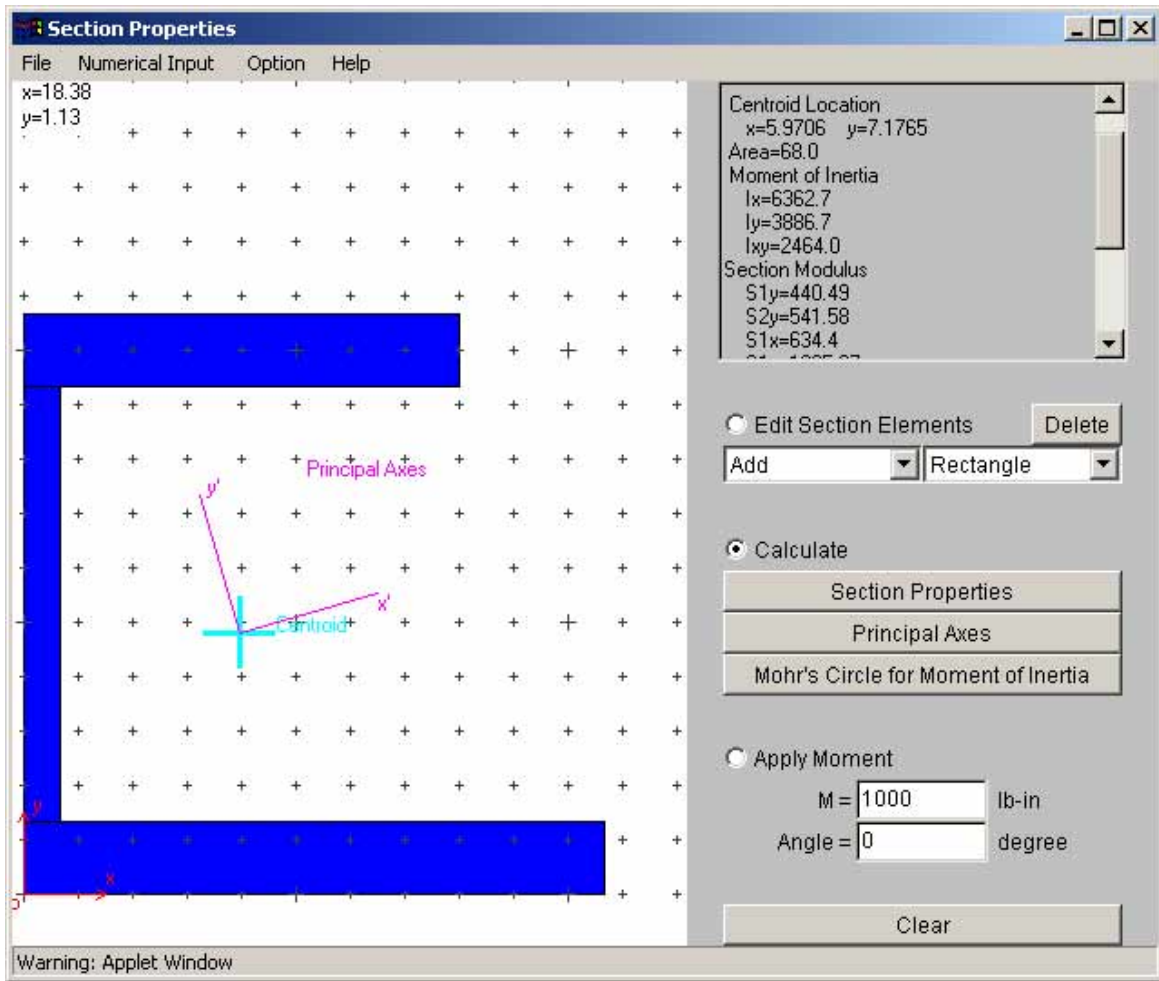 Section Properties
File Numerical Input Option Help
x=18.38
y=1.13
Centroid Location
x=5.9706 y=7.1765
Area=68.0
Moment of Inertia
Ix=6362.7
Iy=3886.7
Ixy=2464.0
Section Modulus
S1y=440.49
S2y=541.58
S1x=634.4
Edit Section Elements Delete
Add Rectangle
Principal Axes
y'
x'
Centroid
Calculate
Section Properties
Principal Axes
Mohr's Circle for Moment of Inertia
Apply Moment
M = 1000 lb-in
Angle = 0 degree
y
x
o
Clear
Warning: Applet Window